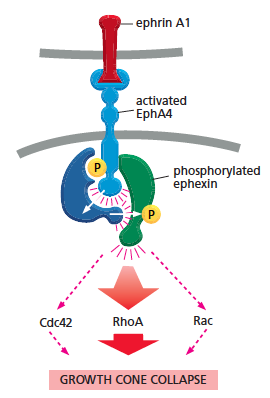 ephrin A1
activated
EphA4
P
phosphorylated
ephexin
P
Cdc42
RhoA
Rac
GROWTH CONE COLLAPSE